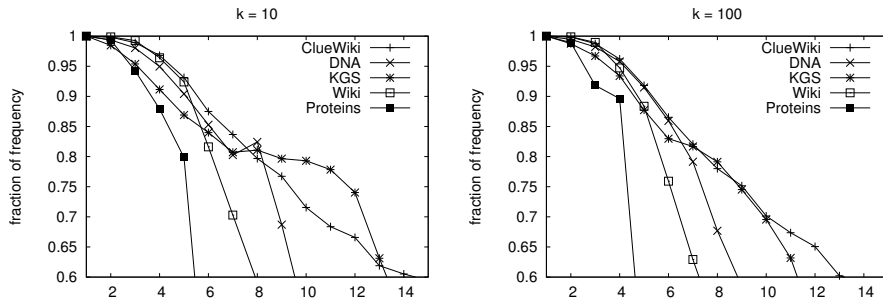 k = 10
fraction of frequency
1
0.95
0.9
0.85
0.8
0.75
0.7
0.65
0.6
2 4 6 8 10 12 14
ClueWiki
DNA
KGS
Wiki
Proteins
k = 100
fraction of frequency
1
0.95
0.9
0.85
0.8
0.75
0.7
0.65
0.6
2 4 6 8 10 12 14
ClueWiki
DNA
KGS
Wiki
Proteins